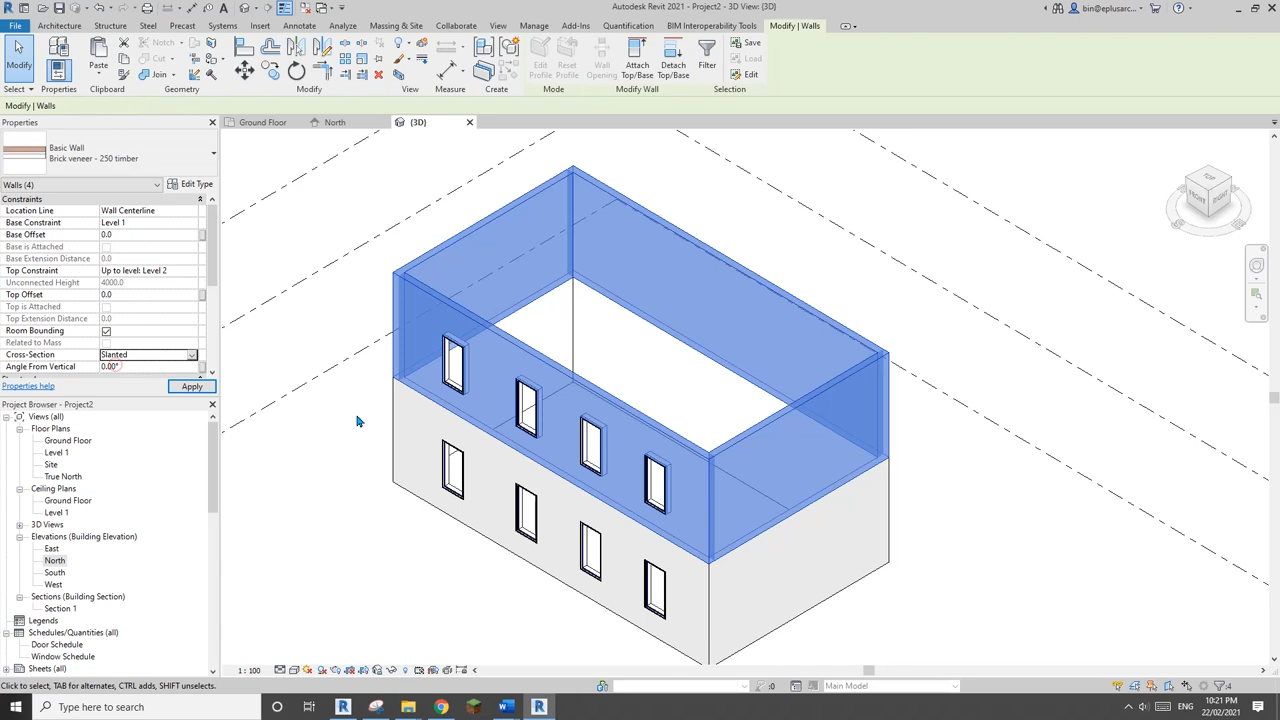 Autodesk Revit 2021 - Project2 - 3D View: {3D}
bin@eplusarc...
File Architecture Structure Steel Precast Systems Insert Annotate Analyze Massing & Site Collaborate View Manage Add-Ins Quantification BIM Interoperability Tools Modify | Walls
Modify Paste Notch Cut Join Edit Profile Reset Profile Wall Opening Attach Top/Base Detach Top/Base Filter Save Load Edit
Select Properties Clipboard Geometry Modify View Measure Create Mode Modify Wall Selection
Modify | Walls
Properties
Ground Floor North {3D}
Basic Wall
Brick veneer - 250 timber
Walls (4) Edit Type
Constraints
Location Line Wall Centerline
Base Constraint Level 1
Base Offset 0.0
Base is Attached
Base Extension Distance 0.0
Top Constraint Up to level: Level 2
Unconnected Height 4000.0
Top Offset 0.0
Top is Attached
Top Extension Distance 0.0
Room Bounding
Related to Mass
Cross-Section Slanted
Angle From Vertical 0.00°
Properties help Apply
Project Browser - Project2
Views (all)
Floor Plans
Ground Floor
Level 1
Site
True North
Ceiling Plans
Ground Floor
Level 1
3D Views
Elevations (Building Elevation)
East
North
South
West
Sections (Building Section)
Section 1
Legends
Schedules/Quantities (all)
Door Schedule
Window Schedule
Sheets (all)
TOP
FRONT RIGHT
1 : 100
Click to select, TAB for alternates, CTRL adds, SHIFT unselects.
:0 Main Model :4
Type here to search
ENG
10:21 PM
22/02/2021